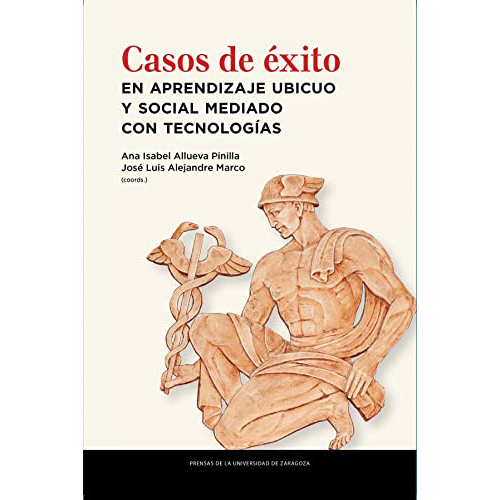 Casos de éxito
EN APRENDIZAJE UBICUO
Y SOCIAL MEDIADO
CON TECNOLOGÍAS
Ana Isabel Allueva Pinilla
José Luis Alejandre Marco
(coords.)
PRENSAS DE LA UNIVERSIDAD DE ZARAGOZA